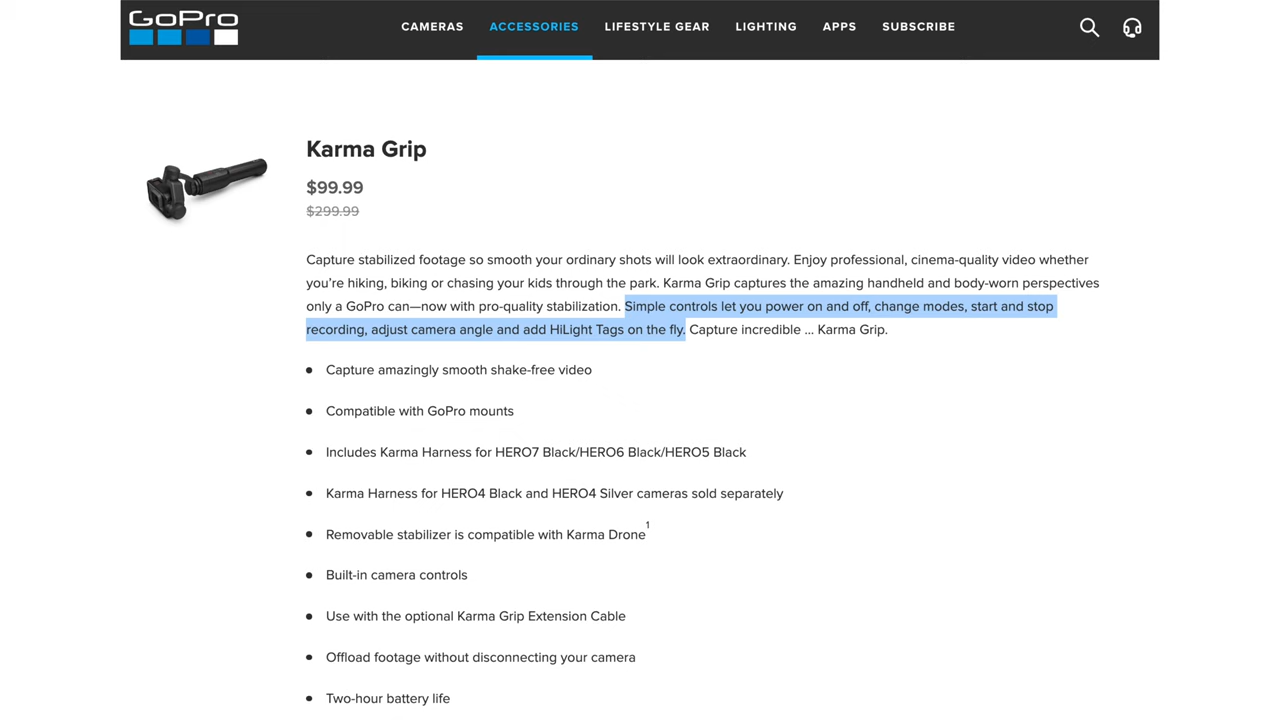 GoPro
CAMERAS ACCESSORIES LIFESTYLE GEAR LIGHTING APPS SUBSCRIBE
Karma Grip
$99.99
$299.99
Capture stabilized footage so smooth your ordinary shots will look extraordinary. Enjoy professional, cinema-quality video whether
you’re hiking, biking or chasing your kids through the park. Karma Grip captures the amazing handheld and body-worn perspectives
only a GoPro can—now with pro-quality stabilization. Simple controls let you power on and off, change modes, start and stop
recording, adjust camera angle and add HiLight Tags on the fly. Capture incredible ... Karma Grip.
Capture amazingly smooth shake-free video
Compatible with GoPro mounts
Includes Karma Harness for HERO7 Black/HERO6 Black/HERO5 Black
Karma Harness for HERO4 Black and HERO4 Silver cameras sold separately
Removable stabilizer is compatible with Karma Drone1
Built-in camera controls
Use with the optional Karma Grip Extension Cable
Offload footage without disconnecting your camera
Two-hour battery life